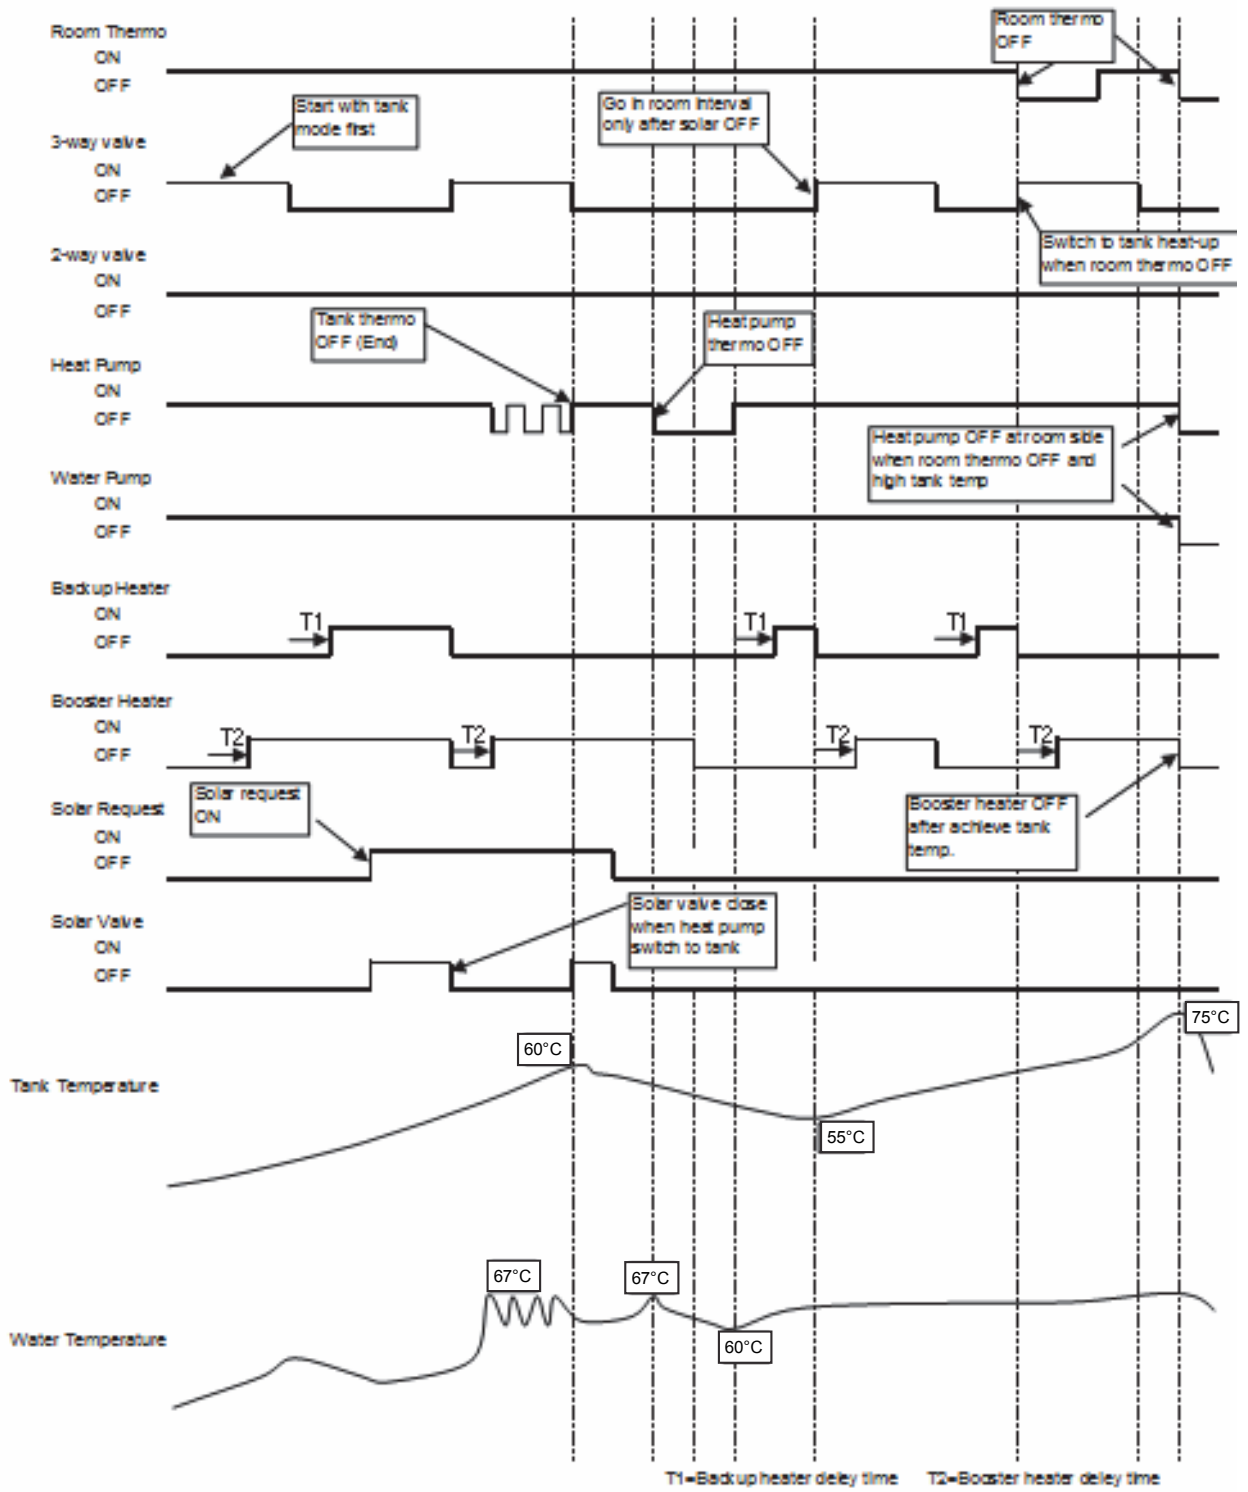 Room Thermo
ON
OFF
Room thermo
OFF
Start with tank
mode first
Go in room interval
only after solar OFF
3-way valve
ON
OFF
Switch to tank heat-up
when room thermo OFF
2-way valve
ON
OFF
Tank thermo
OFF (End)
Heat pump
thermo OFF
Heat Pump
ON
OFF
Heat pump OFF at room side
when room thermo OFF and
high tank temp
Water Pump
ON
OFF
Backup Heater
ON
OFF
T1
T1
T1
Booster Heater
ON
OFF
T2
T2
T2
T2
Solar request
ON
Booster heater OFF
after achieve tank
temp.
Solar Request
ON
OFF
Solar valve close
when heat pump
switch to tank
Solar Valve
ON
OFF
75°C
60°C
Tank Temperature
55°C
67°C
67°C
Water Temperature
60°C
T1=Backup heater deley time T2=Booster heater deley time